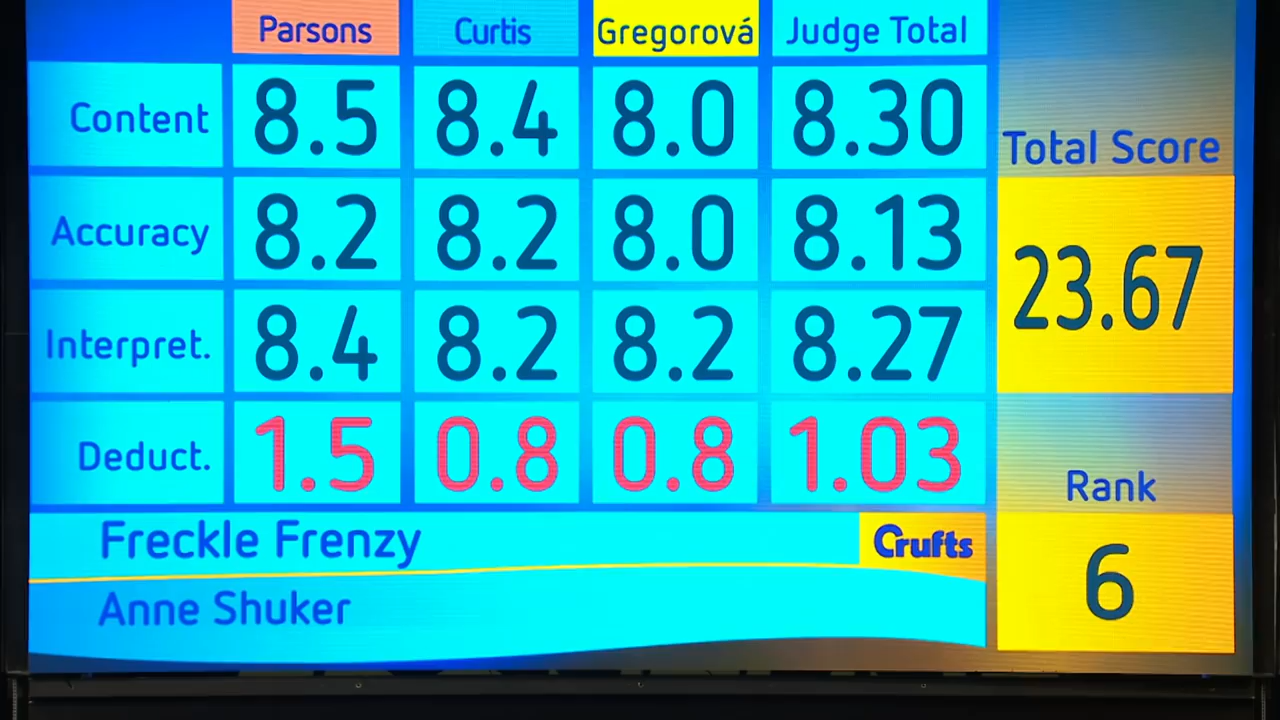 Parsons Curtis Gregorová Judge Total
Content 8.5 8.4 8.0 8.30
Total Score
Accuracy 8.2 8.2 8.0 8.13
23.67
Interpret. 8.4 8.2 8.2 8.27
Deduct. 1.5 0.8 0.8 1.03
Rank
Freckle Frenzy Crufts
6
Anne Shuker